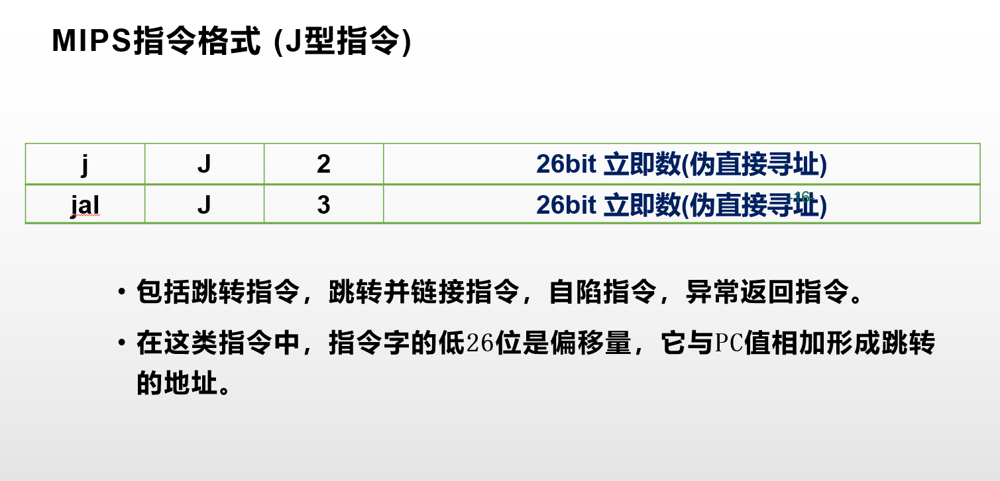 MIPS指令格式 (J型指令)
j J 2 26bit 立即数(伪直接寻址)
jal J 3 26bit 立即数(伪直接寻址)
-16-
• 包括跳转指令，跳转并链接指令，自陷指令，异常返回指令。
• 在这类指令中，指令字的低26位是偏移量，它与PC值相加形成跳转
的地址。